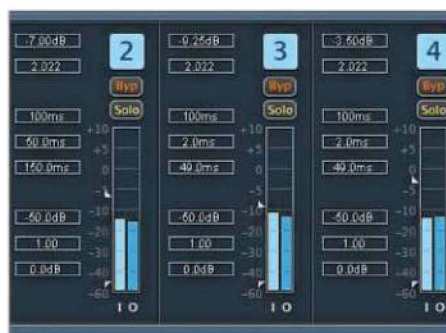 -7.00dB
2
2.022
Byp
Solo
100ms
50.0ms
150.0ms
+10
+5
0
-5
-10
-20
-30
-40
-60
-50.0dB
1.00
0.0dB
I O
-9.25dB
3
2.022
Byp
Solo
100ms
2.0ms
49.0ms
+10
+5
0
-5
-10
-20
-30
-40
-60
-50.0dB
1.00
0.0dB
I O
-3.50dB
4
2.022
Byp
Solo
100ms
2.0ms
49.0ms
+10
+5
0
-5
-10
-20
-30
-40
-60
-50.0dB
1.00
0.0dB
I O